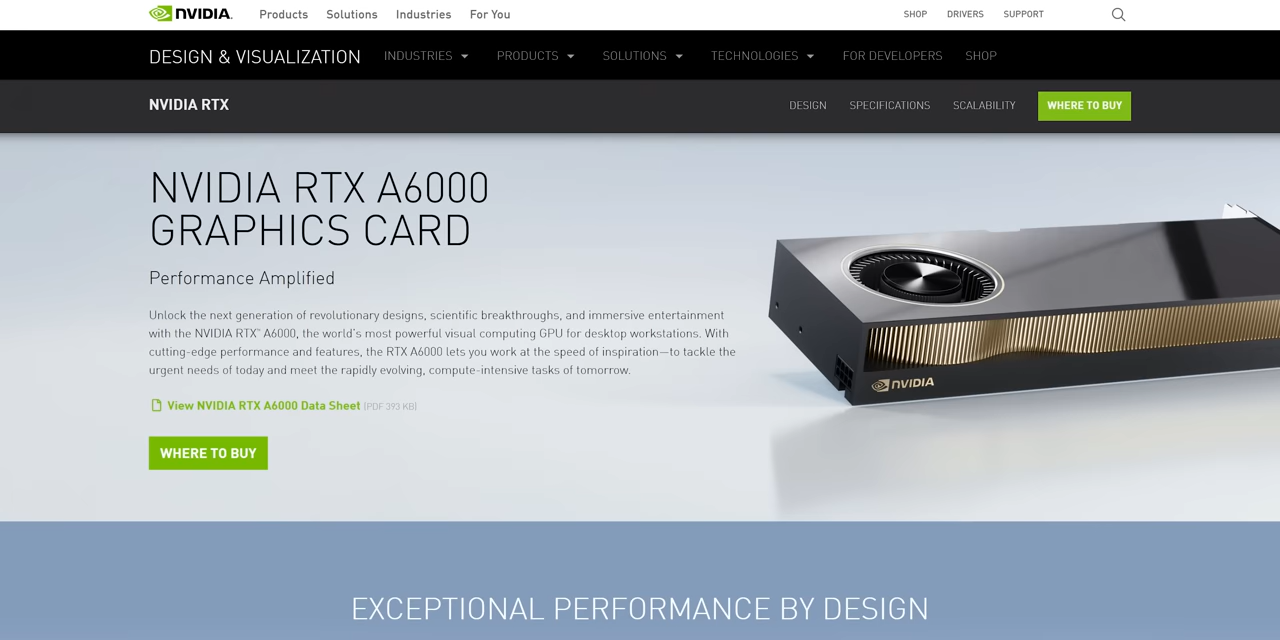 NVIDIA. Products Solutions Industries For You SHOP DRIVERS SUPPORT
DESIGN & VISUALIZATION INDUSTRIES PRODUCTS SOLUTIONS TECHNOLOGIES FOR DEVELOPERS SHOP
NVIDIA RTX DESIGN SPECIFICATIONS SCALABILITY WHERE TO BUY
NVIDIA RTX A6000
GRAPHICS CARD
Performance Amplified
Unlock the next generation of revolutionary designs, scientific breakthroughs, and immersive entertainment
with the NVIDIA RTX™ A6000, the world's most powerful visual computing GPU for desktop workstations. With
cutting-edge performance and features, the RTX A6000 lets you work at the speed of inspiration—to tackle the
urgent needs of today and meet the rapidly evolving, compute-intensive tasks of tomorrow.
View NVIDIA RTX A6000 Data Sheet (PDF 393 KB)
WHERE TO BUY
NVIDIA
EXCEPTIONAL PERFORMANCE BY DESIGN